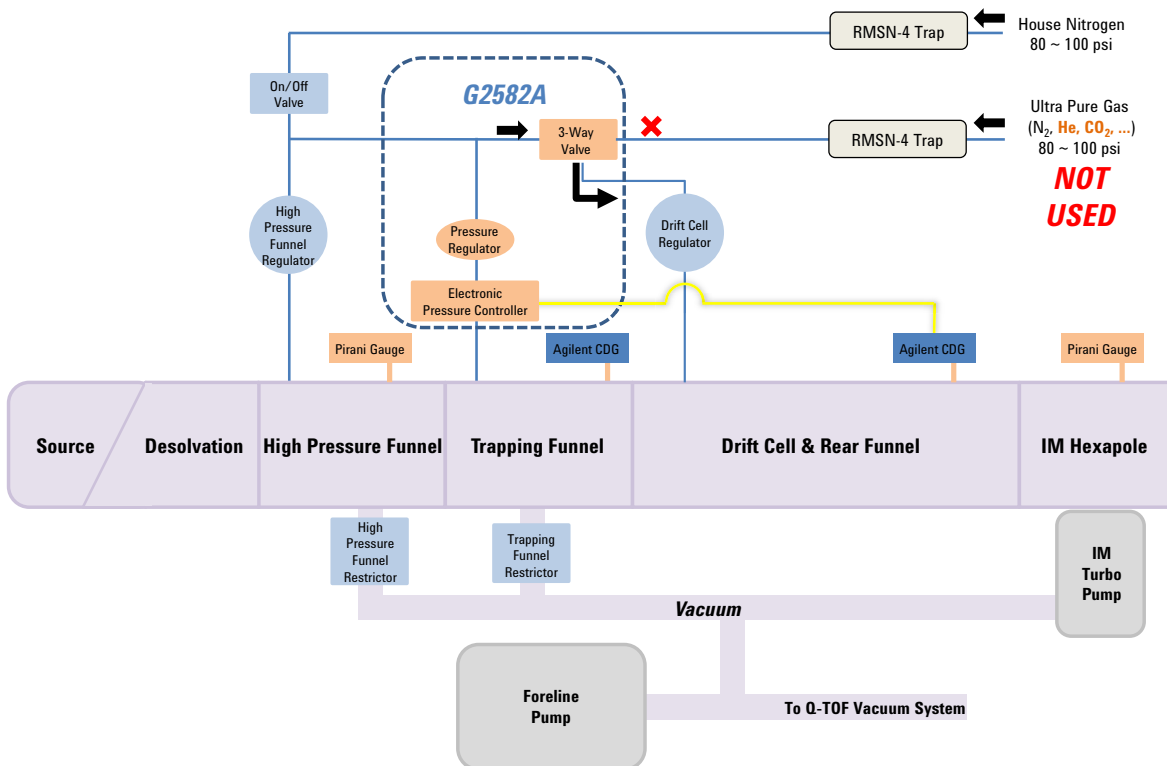 RMSN-4 Trap
House Nitrogen
80 ~ 100 psi
On/Off
Valve
G2582A
3-Way
Valve
RMSN-4 Trap
Ultra Pure Gas
(N2, He, CO2, ...)
80 ~ 100 psi
NOT
USED
High
Pressure
Funnel
Regulator
Pressure
Regulator
Drift Cell
Regulator
Electronic
Pressure Controller
Pirani Gauge
Agilent CDG
Agilent CDG
Pirani Gauge
Source
Desolvation
High Pressure Funnel
Trapping Funnel
Drift Cell & Rear Funnel
IM Hexapole
High
Pressure
Funnel
Restrictor
Trapping
Funnel
Restrictor
IM
Turbo
Pump
Vacuum
Foreline
Pump
To Q-TOF Vacuum System